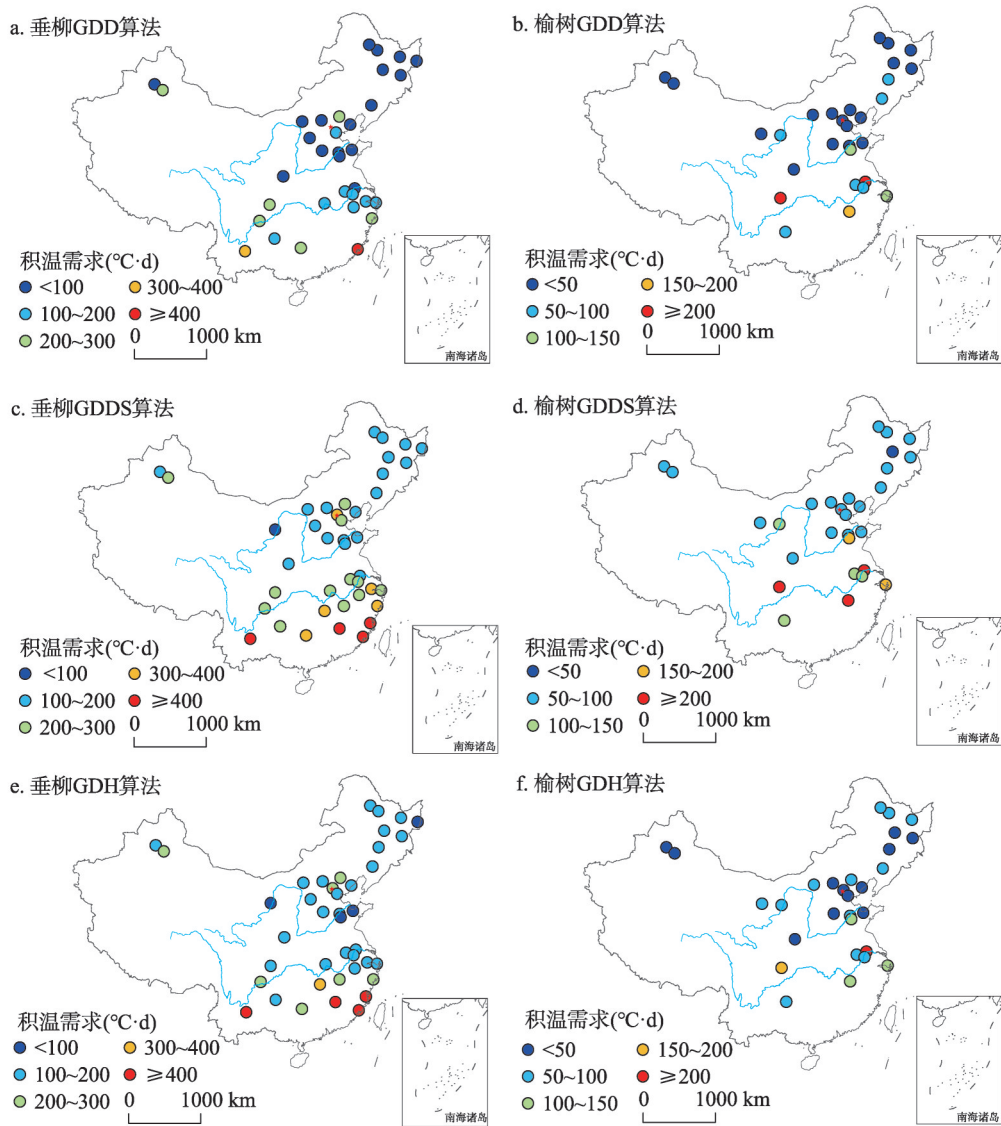 a. 垂柳GDD算法
积温需求(℃·d)
<100
300~400
100~200
≥400
200~300
0 1000 km
南海诸岛
b. 榆树GDD算法
积温需求(℃·d)
<50
150~200
50~100
≥200
100~150
0 1000 km
南海诸岛
c. 垂柳GDDS算法
积温需求(℃·d)
<100
300~400
100~200
≥400
200~300
0 1000 km
南海诸岛
d. 榆树GDDS算法
积温需求(℃·d)
<50
150~200
50~100
≥200
100~150
0 1000 km
南海诸岛
e. 垂柳GDH算法
积温需求(℃·d)
<100
300~400
100~200
≥400
200~300
0 1000 km
南海诸岛
f. 榆树GDH算法
积温需求(℃·d)
<50
150~200
50~100
≥200
100~150
0 1000 km
南海诸岛